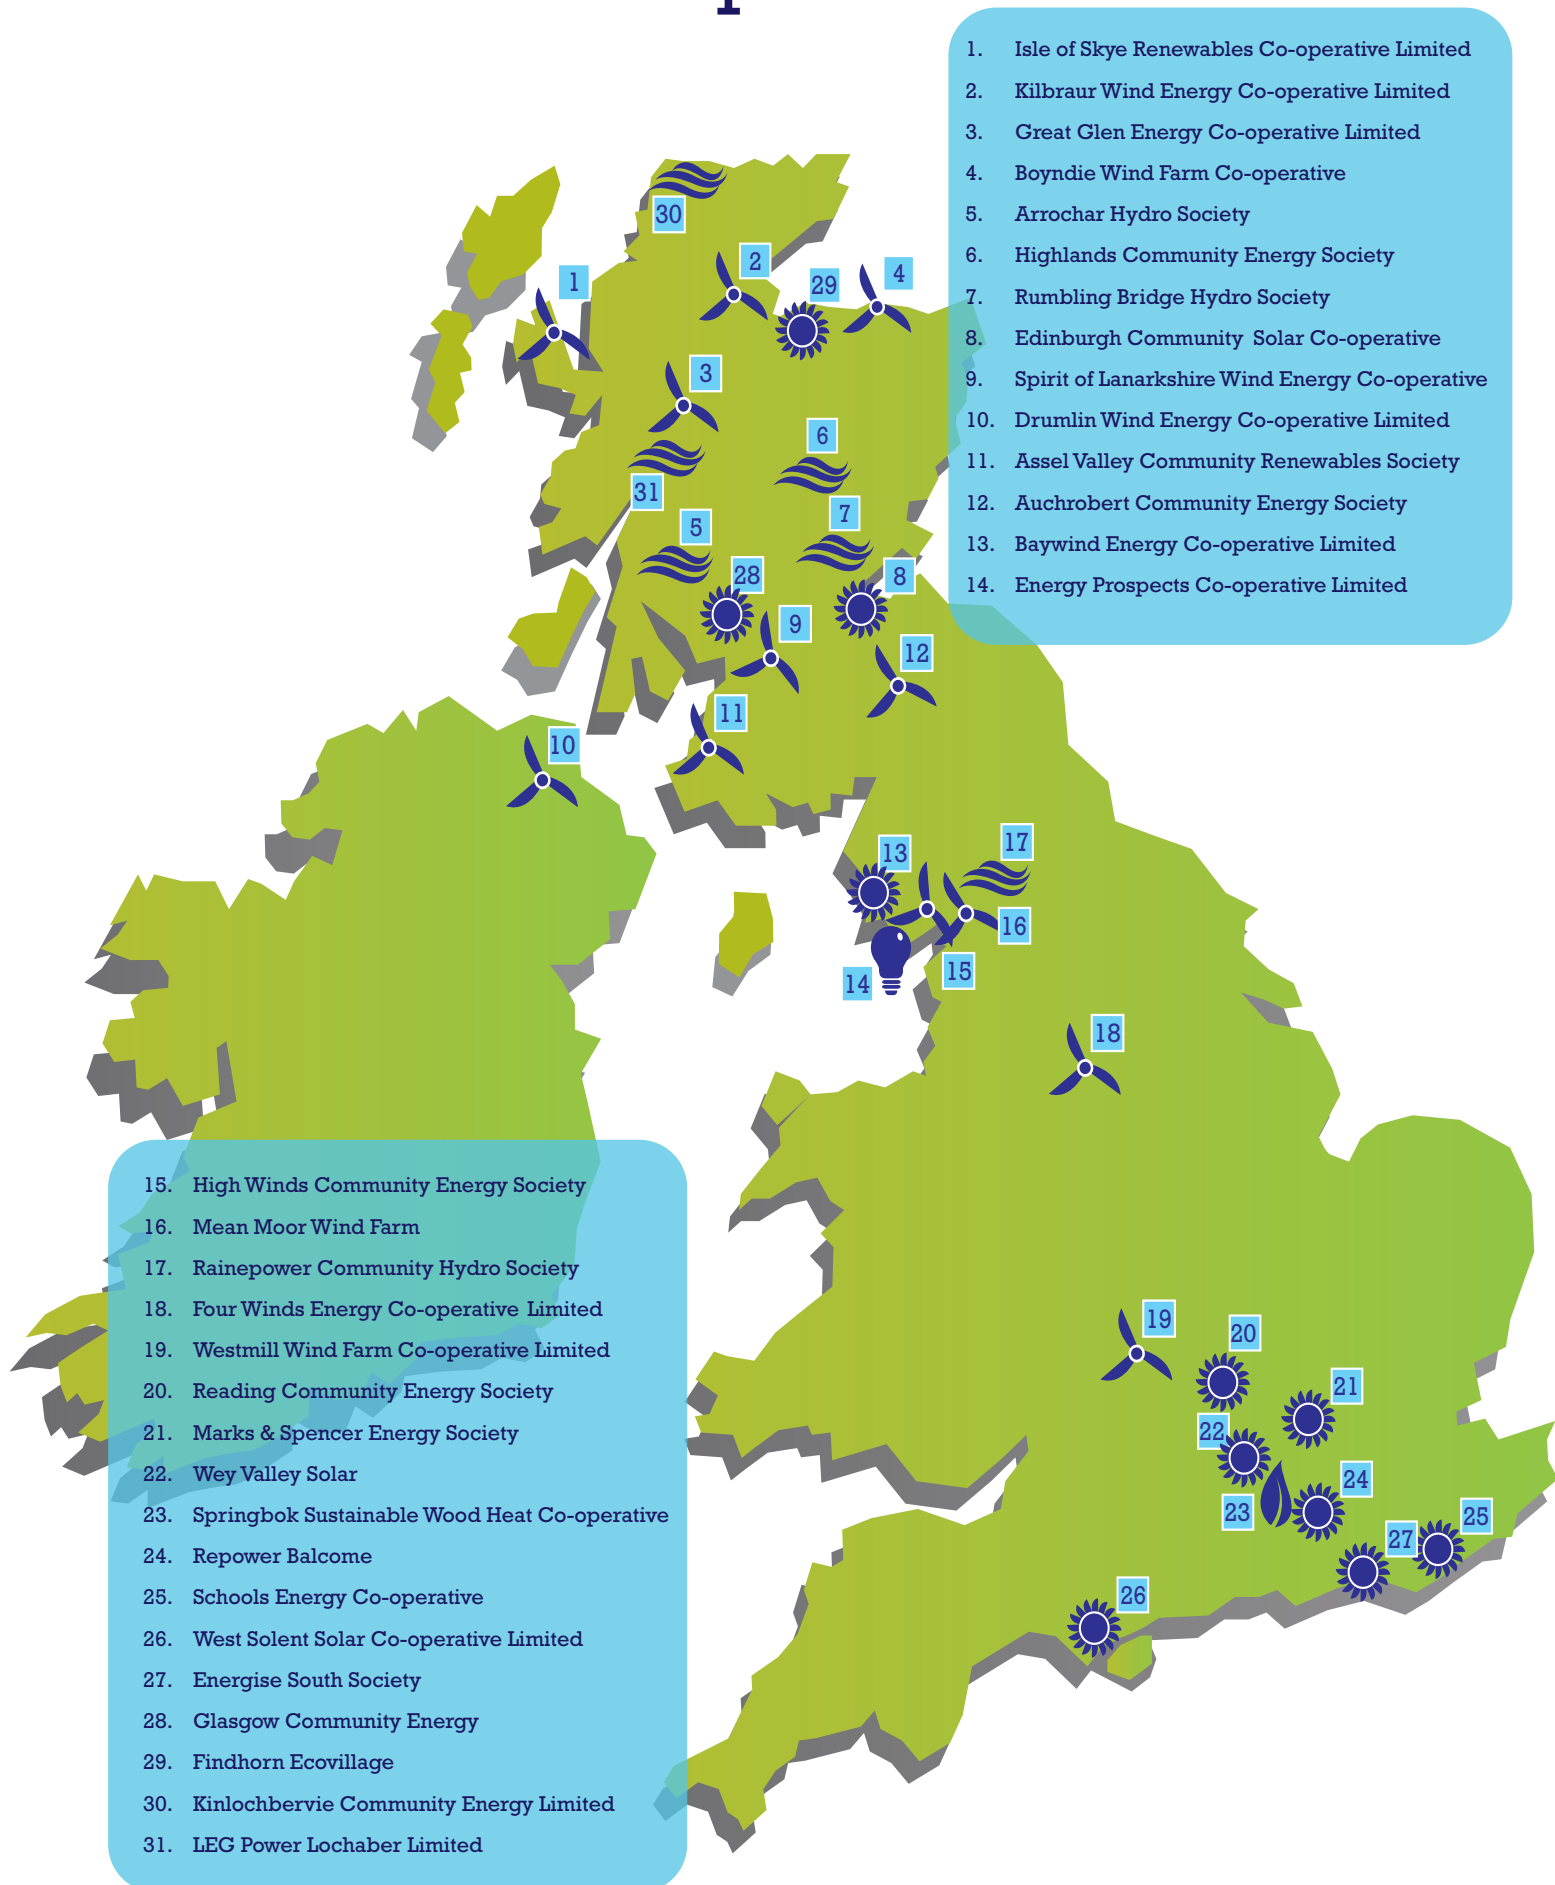 1. Isle of Skye Renewables Co-operative Limited
2. Kilbraur Wind Energy Co-operative Limited
3. Great Glen Energy Co-operative Limited
4. Boyndie Wind Farm Co-operative
5. Arrochar Hydro Society
6. Highlands Community Energy Society
7. Rumbling Bridge Hydro Society
8. Edinburgh Community Solar Co-operative
9. Spirit of Lanarkshire Wind Energy Co-operative
10. Drumlin Wind Energy Co-operative Limited
11. Assel Valley Community Renewables Society
12. Auchrobert Community Energy Society
13. Baywind Energy Co-operative Limited
14. Energy Prospects Co-operative Limited
30
2
1
29
4
3
6
31
7
5
28
8
9
12
11
10
17
13
16
15
14
18
15. High Winds Community Energy Society
16. Mean Moor Wind Farm
17. Rainepower Community Hydro Society
18. Four Winds Energy Co-operative Limited
19. Westmill Wind Farm Co-operative Limited
20. Reading Community Energy Society
21. Marks & Spencer Energy Society
22. Wey Valley Solar
23. Springbok Sustainable Wood Heat Co-operative
24. Repower Balcome
25. Schools Energy Co-operative
26. West Solent Solar Co-operative Limited
27. Energise South Society
28. Glasgow Community Energy
29. Findhorn Ecovillage
30. Kinlochbervie Community Energy Limited
31. LEG Power Lochaber Limited
19
20
21
22
24
23
25
27
26